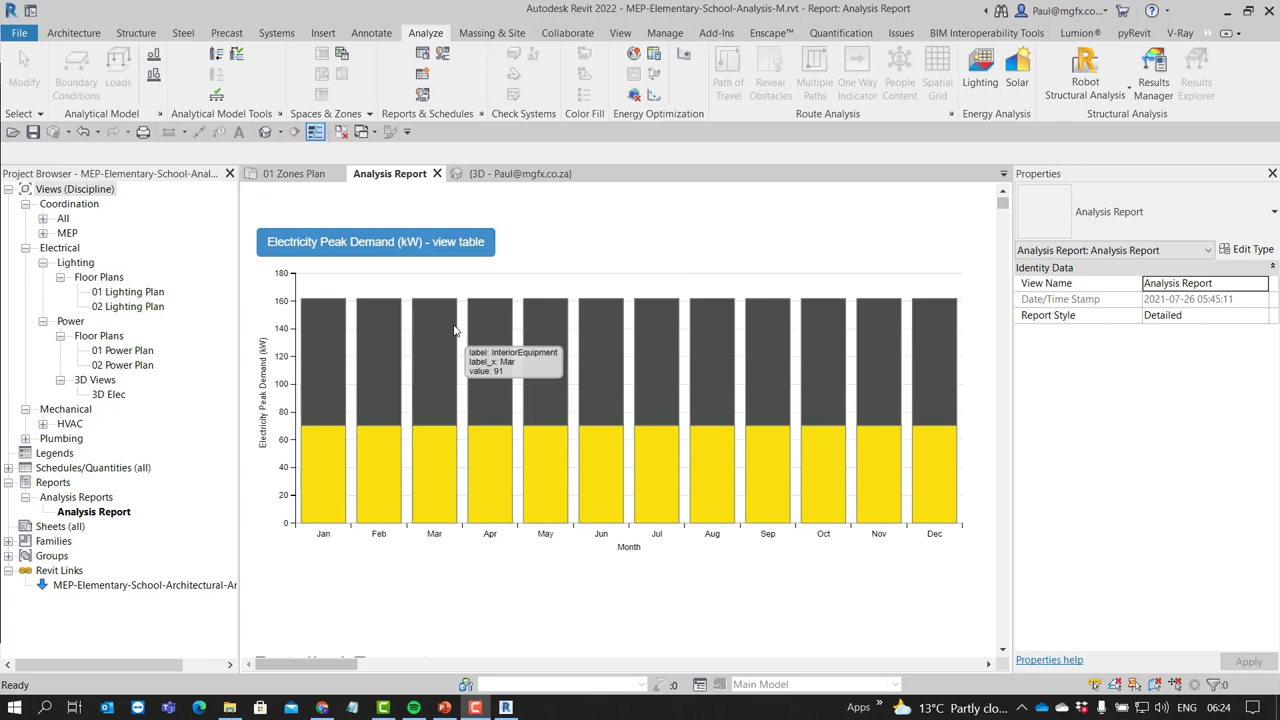 Autodesk Revit 2022 - MEP-Elementary-School-Analysis-M.rvt - Report: Analysis Report
Paul@mgfx.co...
File Architecture Structure Steel Precast Systems Insert Annotate Analyze Massing & Site Collaborate View Manage Add-Ins Enscape™ Quantification Issues BIM Interoperability Tools Lumion® pyRevit V-Ray
Modify
Boundary Conditions
Loads
Path of Travel
Reveal Obstacles
Multiple Paths
One Way Indicator
People Content
Spatial Grid
Lighting
Solar
Robot Structural Analysis
Results Manager
Results Explorer
Select Analytical Model Analytical Model Tools Spaces & Zones Reports & Schedules Check Systems Color Fill Energy Optimization Route Analysis Energy Analysis Structural Analysis
Project Browser - MEP-Elementary-School-Anal...
Views (Discipline)
Coordination
All
MEP
Electrical
Lighting
Floor Plans
01 Lighting Plan
02 Lighting Plan
Power
Floor Plans
01 Power Plan
02 Power Plan
3D Views
3D Elec
Mechanical
HVAC
Plumbing
Legends
Schedules/Quantities (all)
Reports
Analysis Reports
Analysis Report
Sheets (all)
Families
Groups
Revit Links
MEP-Elementary-School-Architectural-Ar
01 Zones Plan
Analysis Report
{3D - Paul@mgfx.co.za}
Electricity Peak Demand (kW) - view table
Electricity Peak Demand (kW)
180
160
140
120
100
80
60
40
20
0
label: InteriorEquipment
label_x: Mar
value: 91
Jan Feb Mar Apr May Jun Jul Aug Sep Oct Nov Dec
Month
Properties
Analysis Report
Analysis Report: Analysis Report
Edit Type
Identity Data
View Name Analysis Report
Date/Time Stamp 2021-07-26 05:45:11
Report Style Detailed
Properties help
Apply
Ready
:0
Main Model
:0
Apps
13°C Partly clo...
ENG
06:24